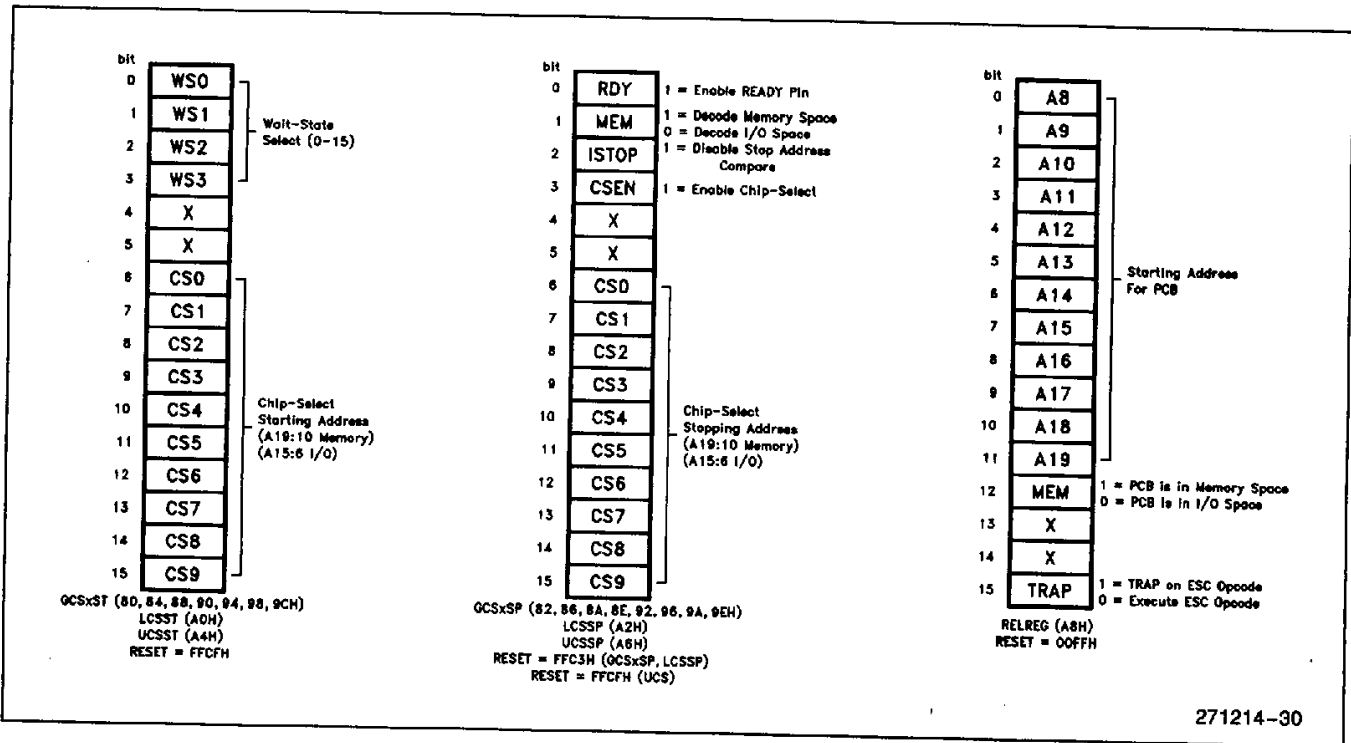 bit
0 WS0
1 WS1
2 WS2
3 WS3
4 X
5 X
6 CS0
7 CS1
8 CS2
9 CS3
10 CS4
11 CS5
12 CS6
13 CS7
14 CS8
15 CS9
Wait-State
Select (0-15)
Chip-Select
Starting Address
(A19:10 Memory)
(A15:6 I/O)
GCSxST (80, 84, 88, 90, 94, 98, 9CH)
LCSST (A0H)
UCSST (A4H)
RESET = FFCFH
bit
0 RDY 1 = Enable READY Pin
1 MEM 1 = Decode Memory Space
0 = Decode I/O Space
2 ISTOP 1 = Disable Stop Address
Compare
3 CSEN 1 = Enable Chip-Select
4 X
5 X
6 CS0
7 CS1
8 CS2
9 CS3
10 CS4
11 CS5
12 CS6
13 CS7
14 CS8
15 CS9
Chip-Select
Stopping Address
(A19:10 Memory)
(A15:6 I/O)
GCSxSP (82, 86, 8A, 8E, 92, 96, 9A, 9EH)
LCSSP (A2H)
UCSSP (A6H)
RESET = FFC3H (GCSxSP, LCSSP)
RESET = FFCFH (UCS)
bit
0 A8
1 A9
2 A10
3 A11
4 A12
5 A13
6 A14
7 A15
8 A16
9 A17
10 A18
11 A19
Starting Address
For PCB
12 MEM 1 = PCB is in Memory Space
0 = PCB is in I/O Space
13 X
14 X
15 TRAP 1 = TRAP on ESC Opcode
0 = Execute ESC Opcode
RELREG (A8H)
RESET = 00FFH
271214-30